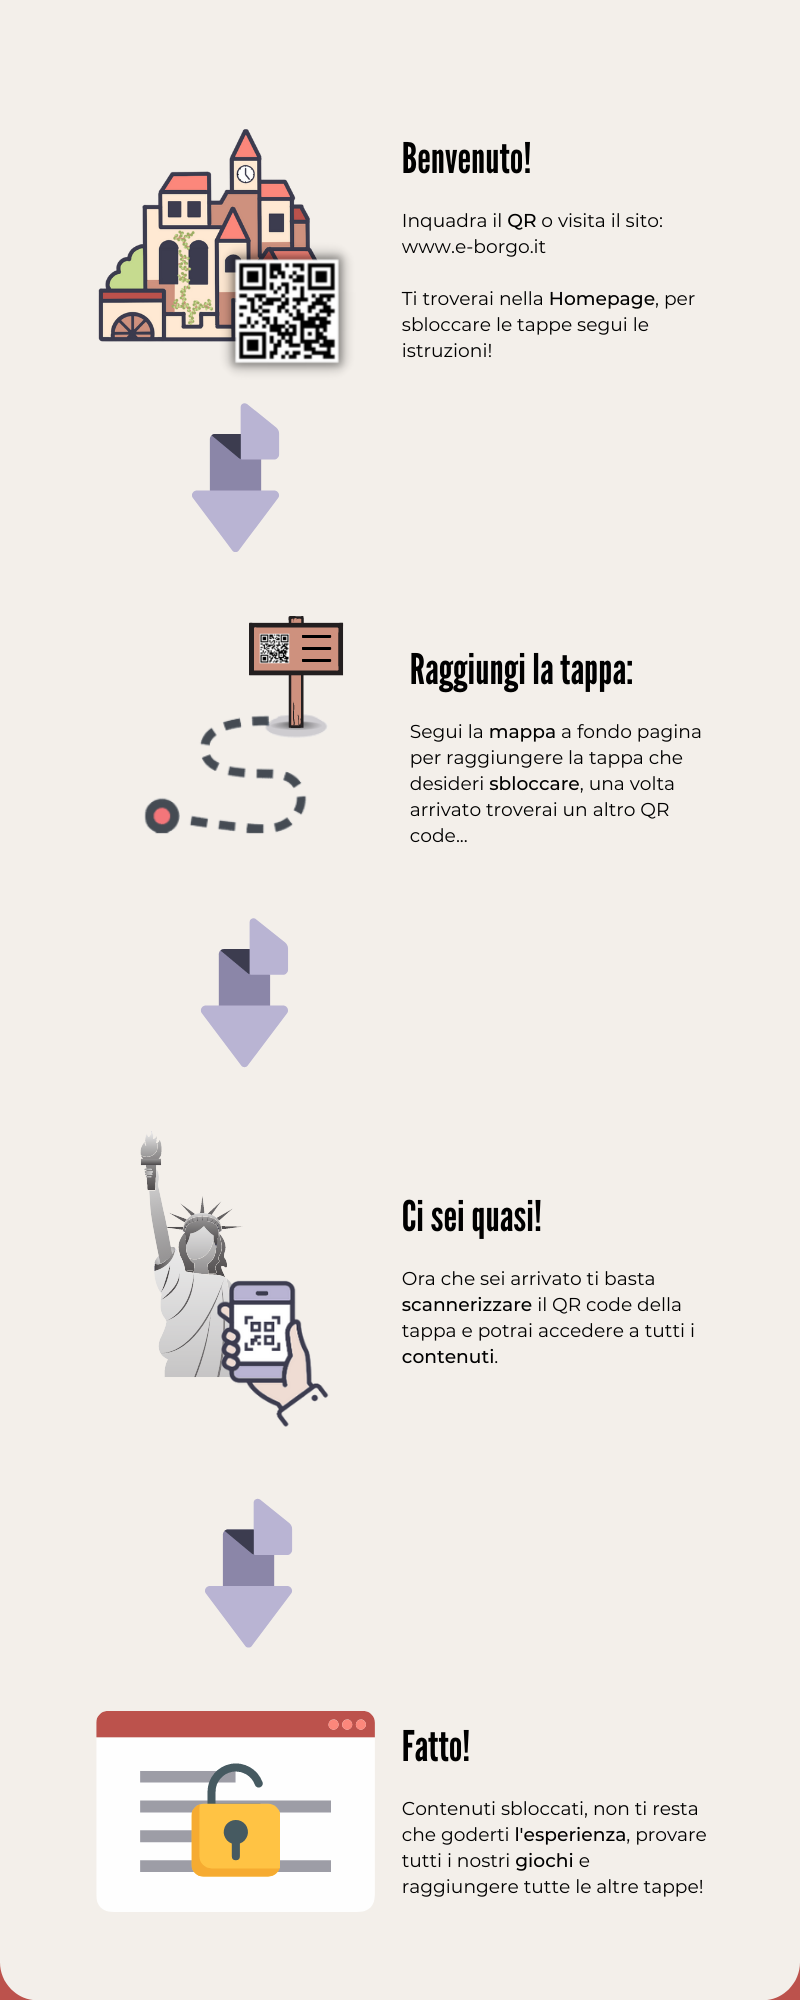 Benvenuto!
Inquadra il QR o visita il sito:
www.e-borgo.it
Ti troverai nella Homepage, per
sbloccare le tappe segui le
istruzioni!
Raggiungi la tappa:
Segui la mappa a fondo pagina
per raggiungere la tappa che
desideri sbloccare, una volta
arrivato troverai un altro QR
code...
Ci sei quasi!
Ora che sei arrivato ti basta
scannerizzare il QR code della
tappa e potrai accedere a tutti i
contenuti.
Fatto!
Contenuti sbloccati, non ti resta
che goderti l'esperienza, provare
tutti i nostri giochi e
raggiungere tutte le altre tappe!